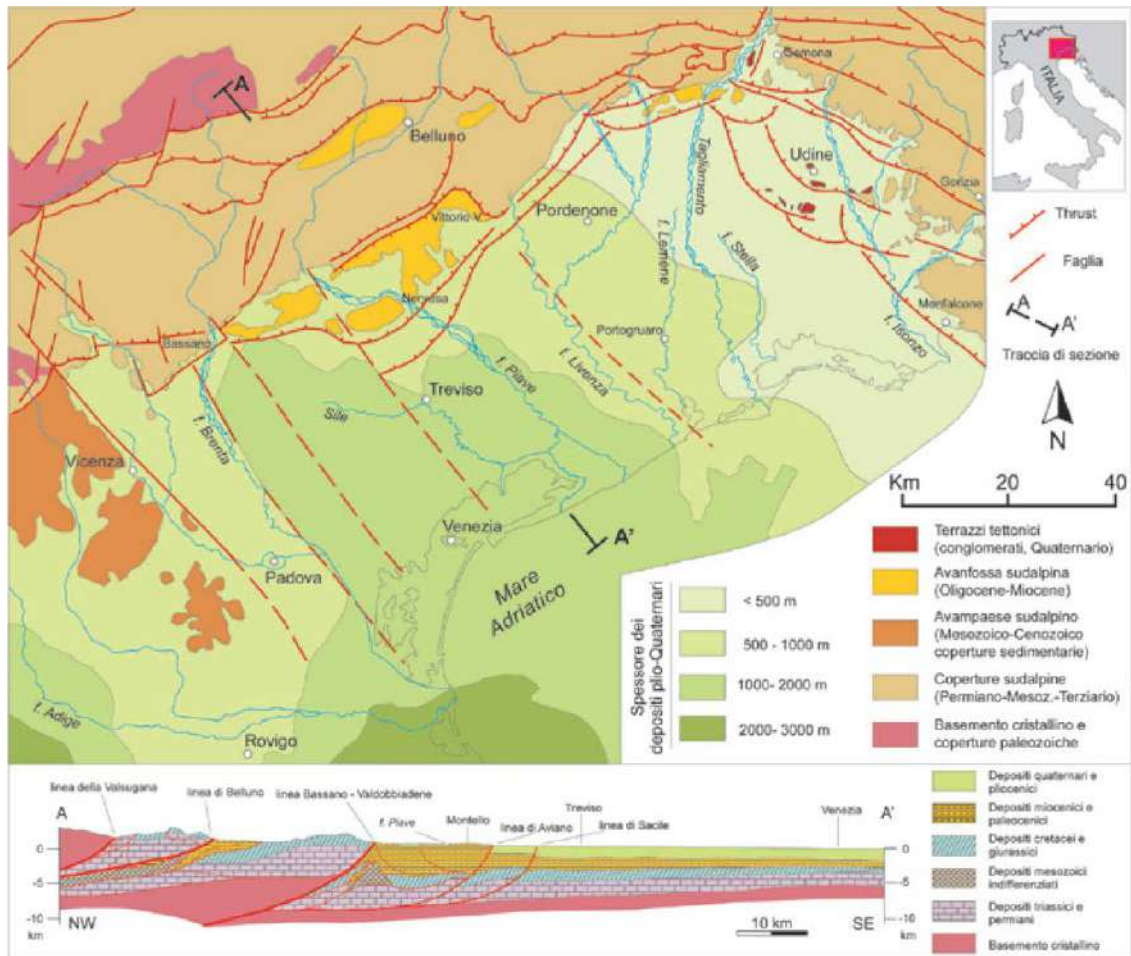 A
Belluno
Gemona
Tagliamento
Udine
Gorizia
Vittorio V.
Pordenone
f. Lemene
f. Stella
Nervesa
Portogruaro
Monfalcone
f. Isonzo
Bassano
f. Piave
f. Livenza
Treviso
Sile
f. Brenta
Vicenza
Venezia
A'
Padova
Mare
Adriatico
f. Adige
Rovigo
ITALIA
Thrust
Faglia
A
A'
Traccia di sezione
N
Km
20
40
Spessore dei
depositi plio-Quaternari
< 500 m
500 - 1000 m
1000- 2000 m
2000- 3000 m
Terrazzi tettonici
(conglomerati, Quaternario)
Avanfossa sudalpina
(Oligocene-Miocene)
Avampaese sudalpino
(Mesozoico-Cenozoico
coperture sedimentarie)
Coperture sudalpine
(Permiano-Mesoz.-Terziario)
Basemento cristallino e
coperture paleozoiche
linea della Valsugana
linea di Belluno
linea Bassano - Valdobbiadene
f. Piave
Montello
linea di Aviano
Treviso
linea di Sacile
Venezia
A
A'
0
-5
-10
km
NW
10 km
SE
0
-5
-10
km
Depositi quaternari e
pliocenici
Depositi miocenici e
paleocenici
Depositi cretacei e
giurassici
Depositi mesozoici
indifferenziati
Depositi triassici e
permiani
Basemento cristallino